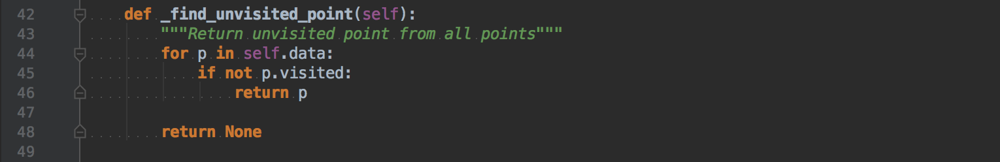 42 def _find_unvisited_point(self):
43 """Return unvisited point from all points"""
44 for p in self.data:
45 if not p.visited:
46 return p
47
48 return None
49